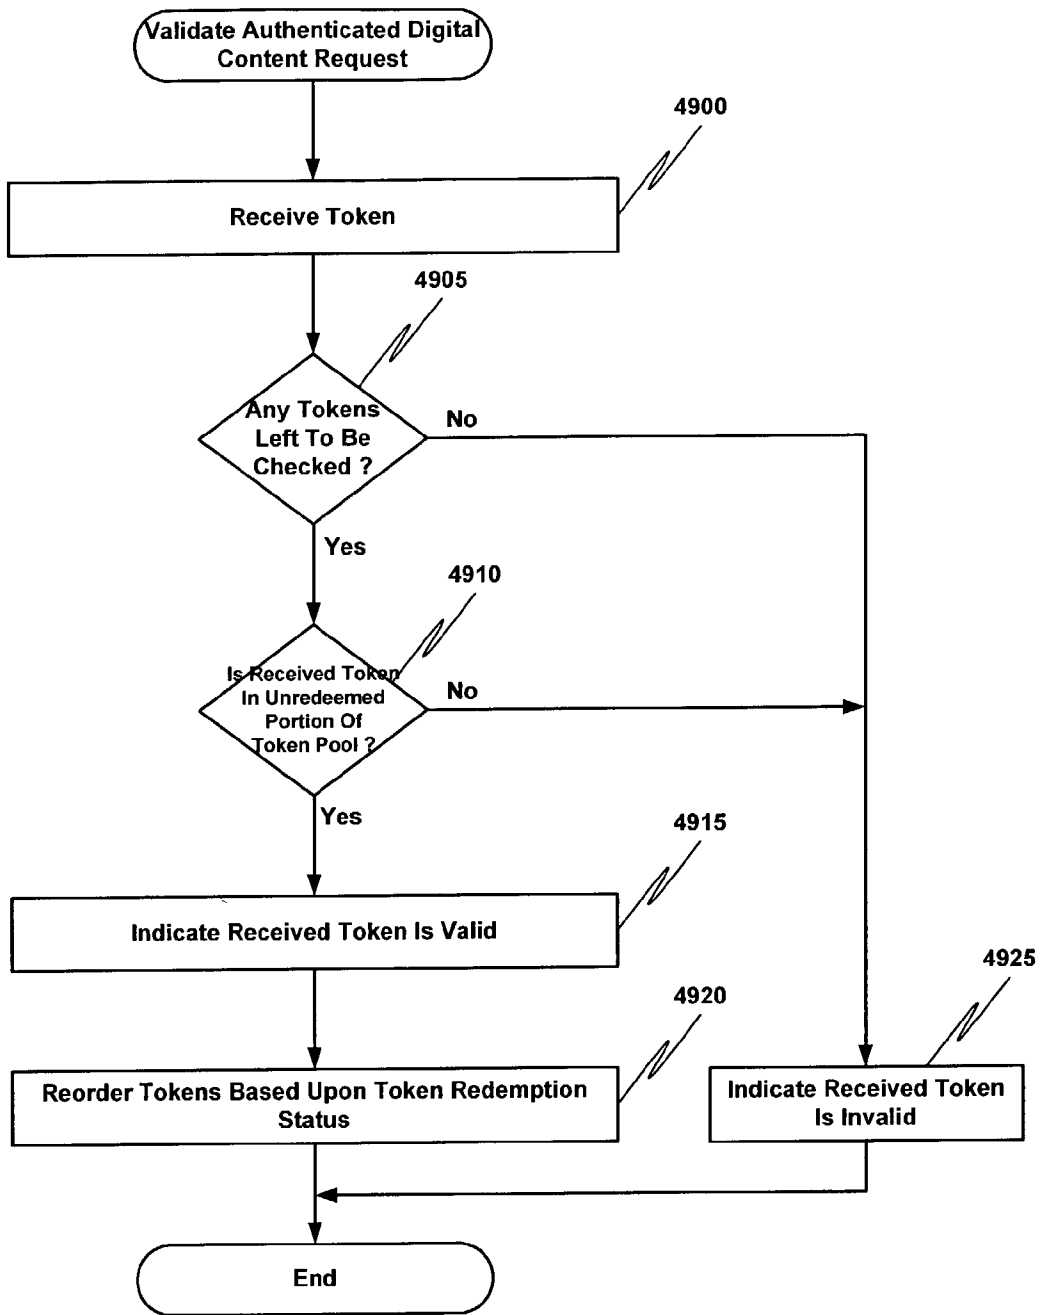 Validate Authenticated Digital
Content Request
4900
Receive Token
4905
Any Tokens
Left To Be
Checked ?
No
Yes
4910
Is Received Token
In Unredeemed
Portion Of
Token Pool ?
No
Yes
4915
Indicate Received Token Is Valid
4920
Reorder Tokens Based Upon Token Redemption
Status
4925
Indicate Received Token
Is Invalid
End